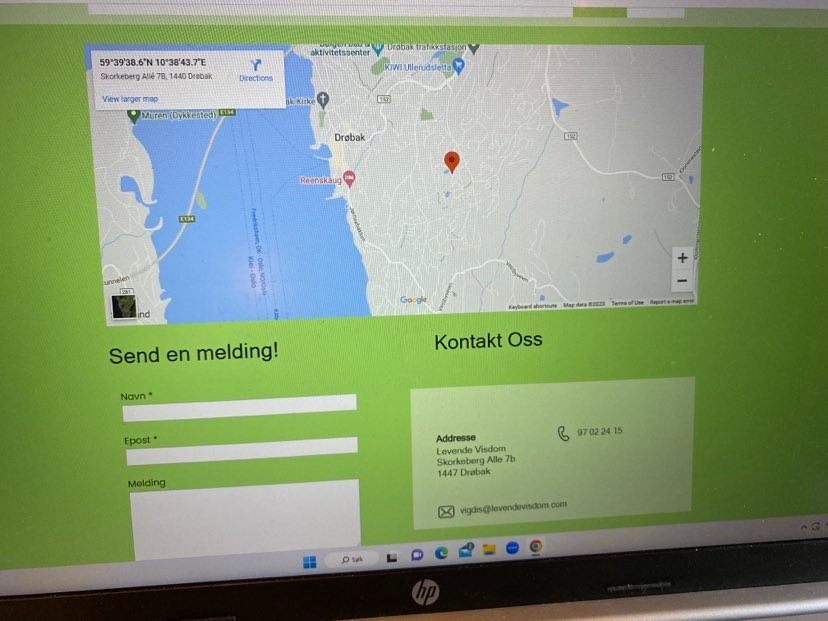 aktivitetssenter
Drøbak trafikkstasjon
59°39'38.6"N 10°38'43.7"E
Skorkeberg Allé 7B, 1440 Drøbak
Directions
View larger map
KIWI Ullerudsletta
Kirke
152
Muren (Dykkested)
E134
Drøbak
152
Reenskaug
152
E134
Kiel - Oslo
281
Google
Keyboard shortcuts
Map data ©2023
Terms of Use
Report a map error
Send en melding!
Kontakt Oss
Navn *
Epost *
Melding
Addresse
Levende Visdom
Skorkeberg Alle 7b
1447 Drøbak
97 02 24 15
vigdis@levendevisdom.com
Søk
hp